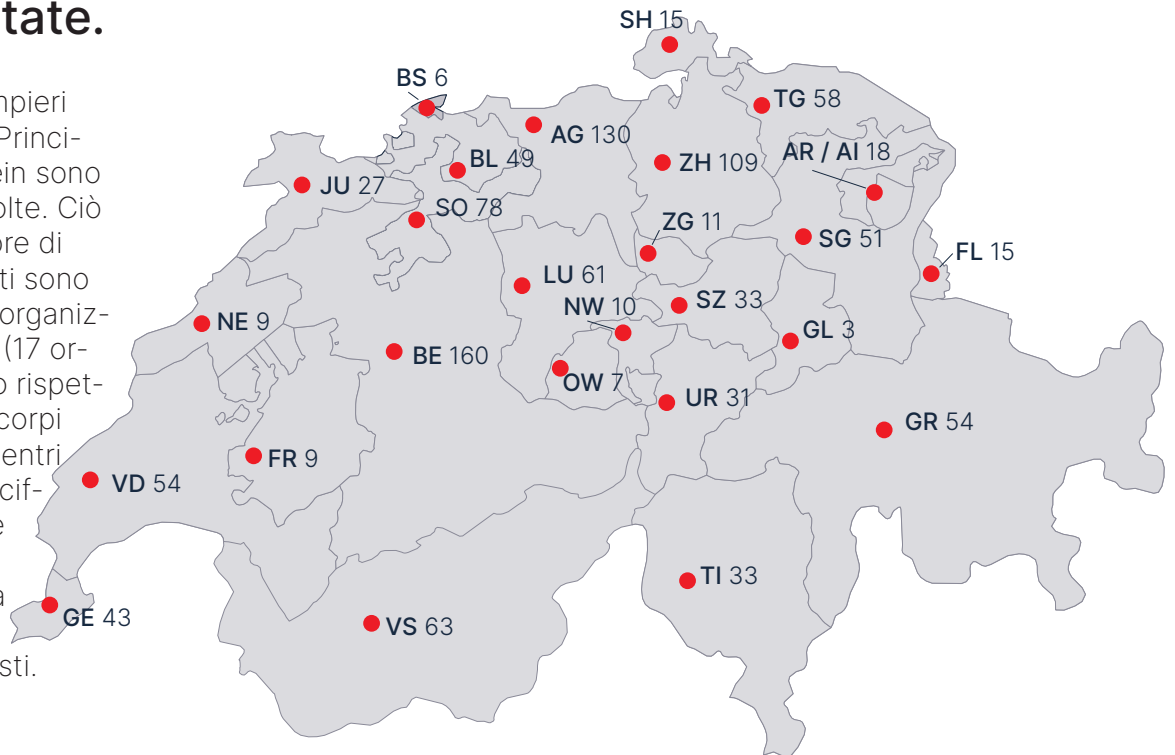 tate.
mpieri
Princi-
ein sono
olte. Ciò
ore di
ti sono
organiz-
(17 or-
o rispet-
corpi
entri
cif-
e
a
sti.
SH 15
BS 6
TG 58
AG 130
AR / AI 18
BL 49
ZH 109
JU 27
SO 78
ZG 11
SG 51
FL 15
LU 61
NW 10
SZ 33
NE 9
GL 3
BE 160
OW 7
UR 31
GR 54
FR 9
VD 54
TI 33
GE 43
VS 63